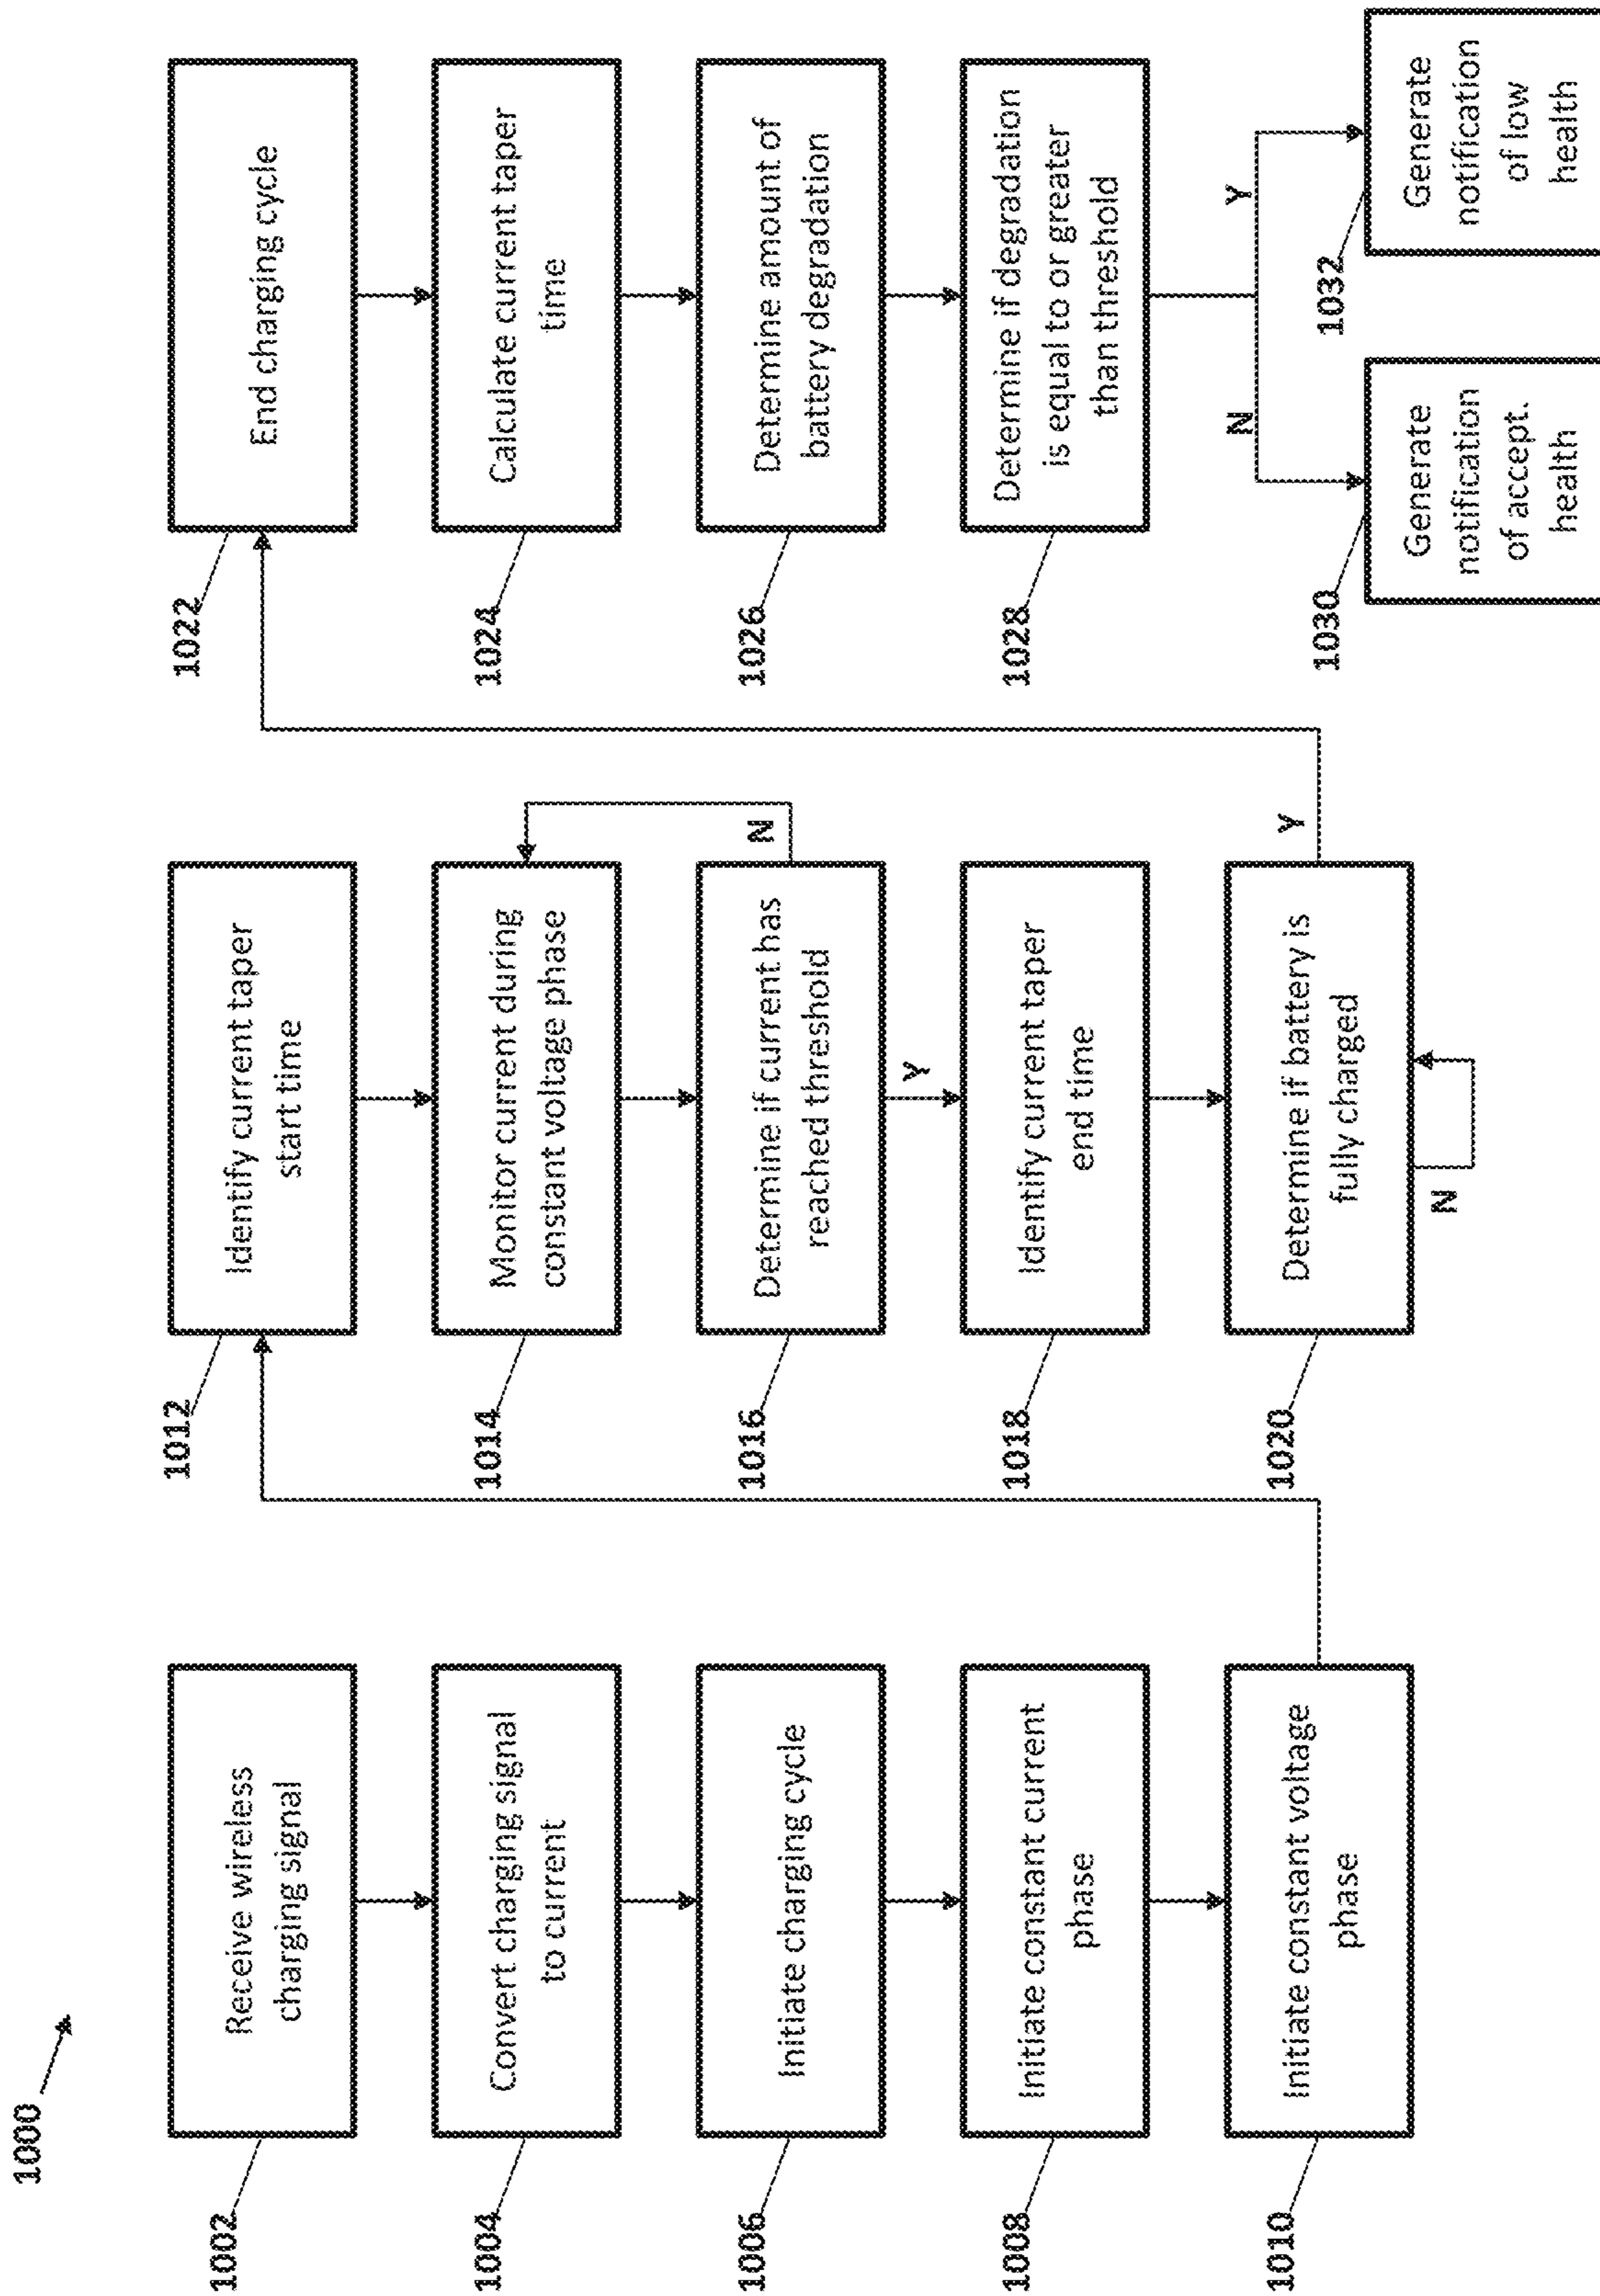 1000
1002
Receive wireless
charging signal
1004
Convert charging signal
to current
1006
Initiate charging cycle
1008
Initiate constant current
phase
1010
Initiate constant voltage
phase
1012
Identify current taper
start time
1014
Monitor current during
constant voltage phase
1016
Determine if current has
reached threshold
N
Y
1018
Identify current taper
end time
1020
Determine if battery is
fully charged
N
Y
1022
End charging cycle
1024
Calculate current taper
time
1026
Determine amount of
battery degradation
1028
Determine if degradation
is equal to or greater
than threshold
N
Y
1030
Generate
notification
of accept.
health
1032
Generate
notification
of low
health